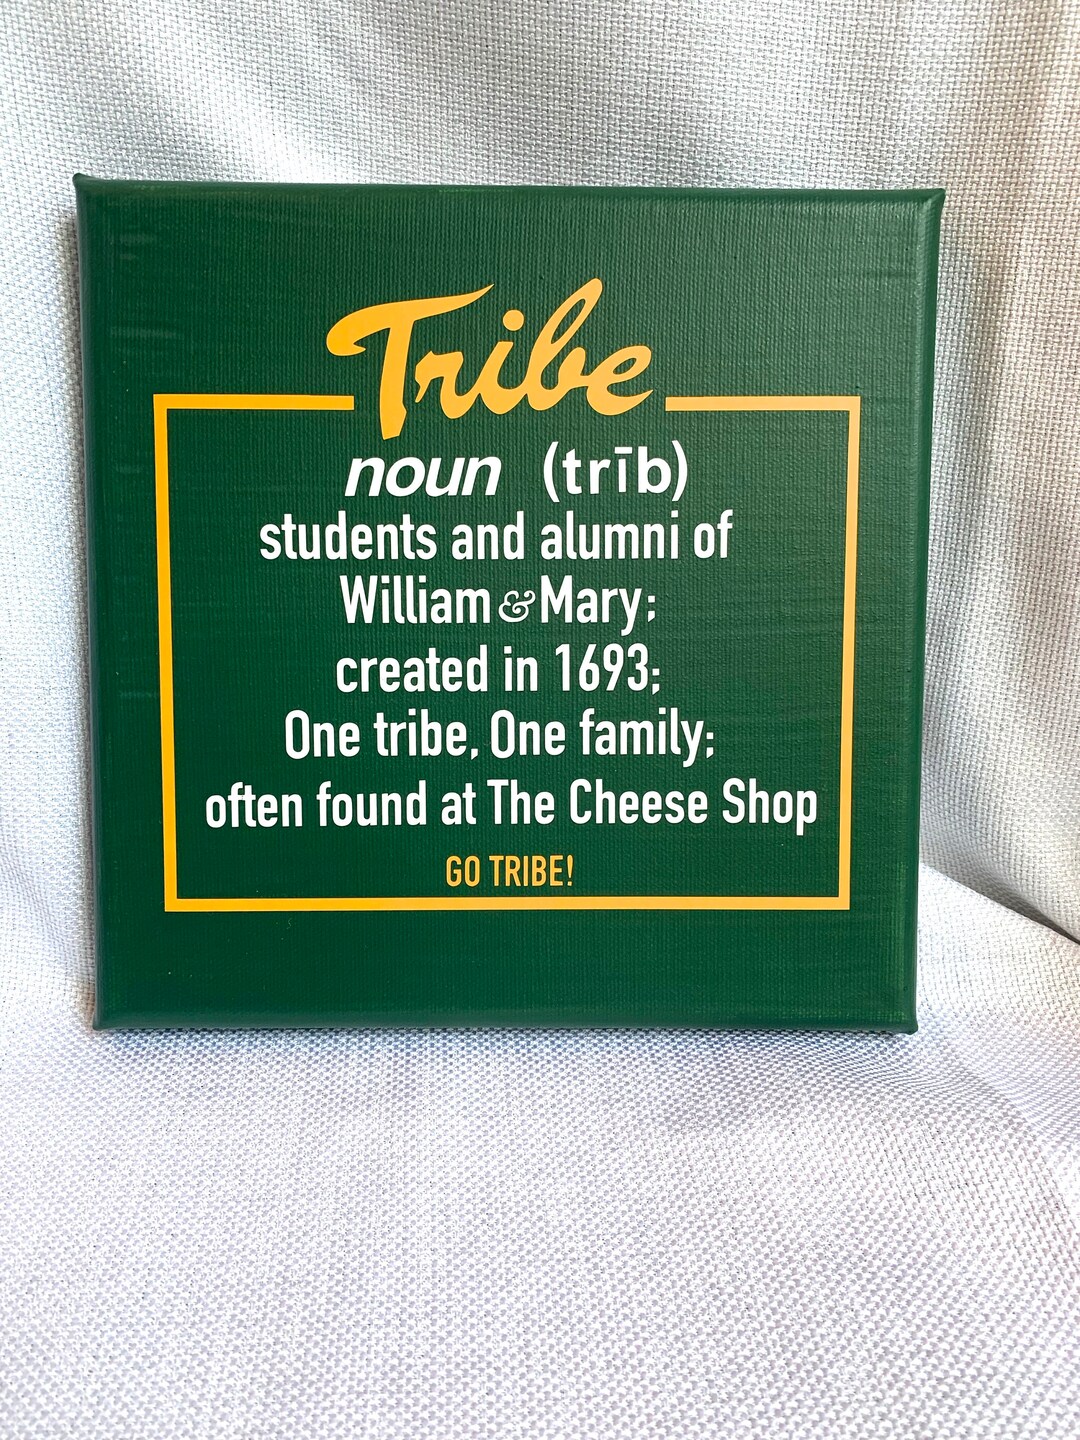 Tribe
noun (trīb)
students and alumni of
William & Mary;
created in 1693;
One tribe, One family;
often found at The Cheese Shop
GO TRIBE!